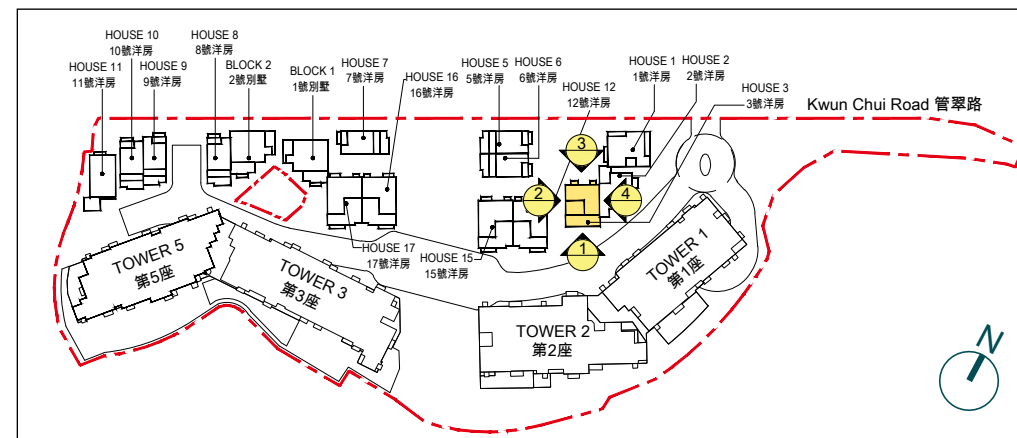 HOUSE 11
11號洋房
HOUSE 10
10號洋房
HOUSE 9
9號洋房
HOUSE 8
8號洋房
BLOCK 2
2號別墅
BLOCK 1
1號別墅
HOUSE 7
7號洋房
HOUSE 16
16號洋房
HOUSE 5
5號洋房
HOUSE 6
6號洋房
HOUSE 12
12號洋房
HOUSE 1
1號洋房
HOUSE 2
2號洋房
HOUSE 3
3號洋房
Kwun Chui Road 管翠路
3
2
4
1
HOUSE 17
17號洋房
HOUSE 15
15號洋房
TOWER 5
第5座
TOWER 3
第3座
TOWER 2
第2座
TOWER 1
第1座
N